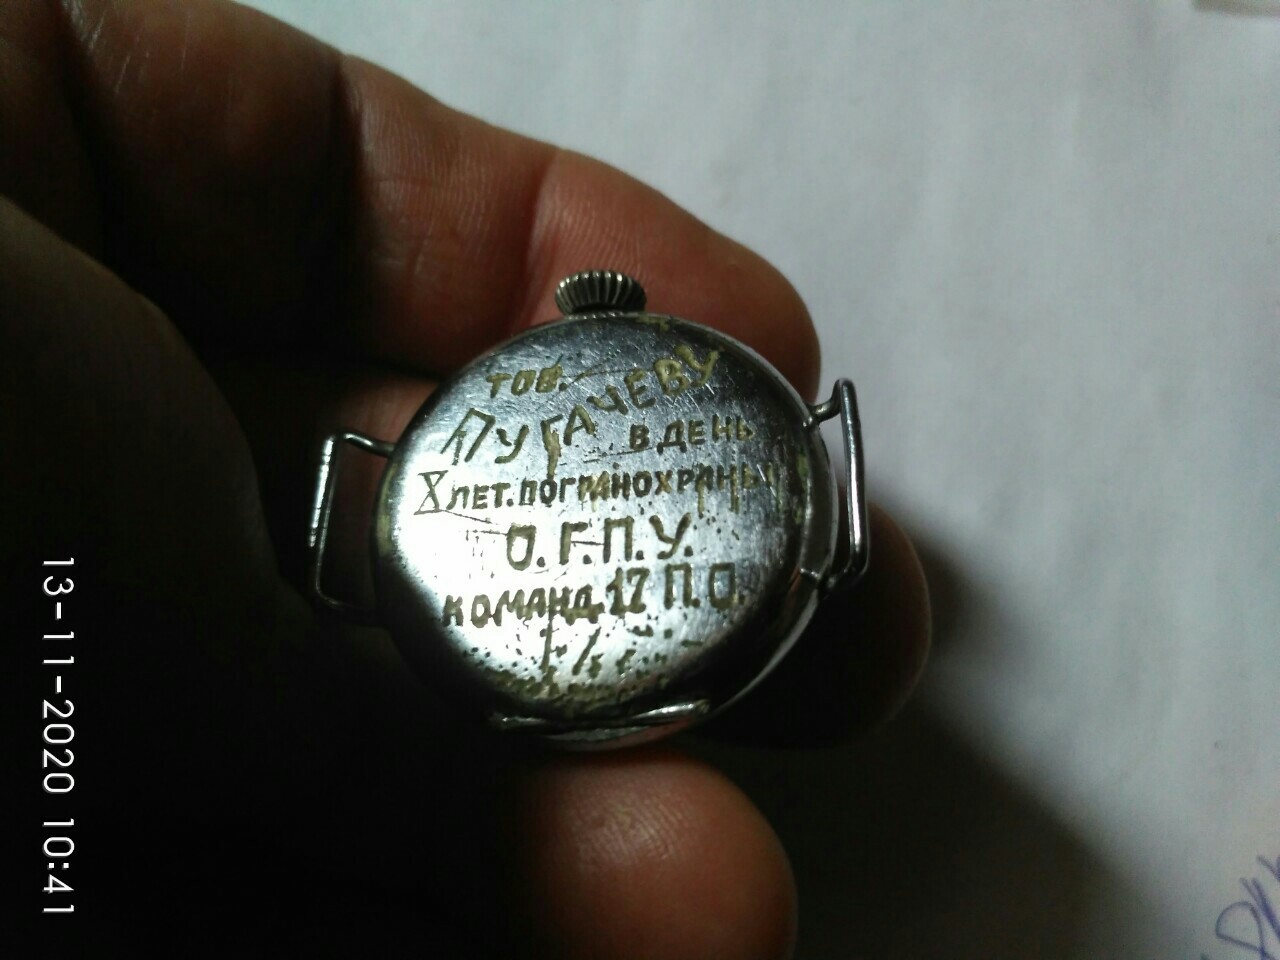 ТОВ.
ПУГАЧЕВУ
В ДЕНЬ
X ЛЕТ. ПОГРАНОХРАНЫ
О.Г.П.У.
КОМАНД. 17 П.О.
13-11-2020 10:41